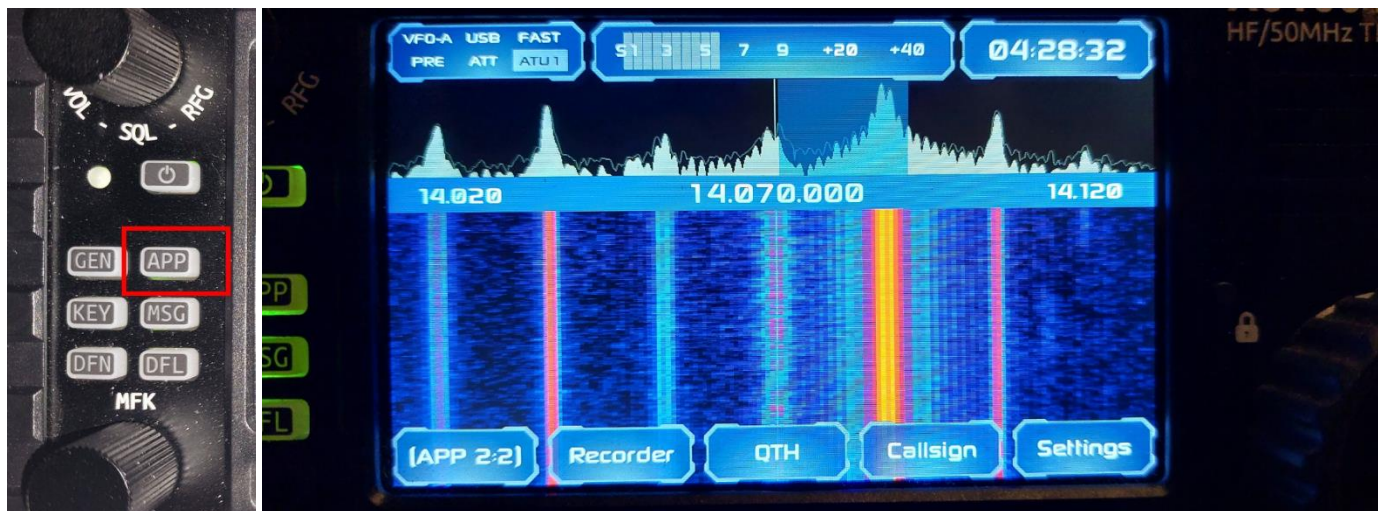 VOL - SQL - RFG
GEN APP
KEY MSG
DFN DFL
MFK
RFG
HF/50MHz
VFO-A USB FAST
PRE ATT ATU 1
S1 3 5 7 9 +20 +40
04:28:32
14.020 14.070.000 14.120
(APP 2:2) Recorder QTH Callsign Settings